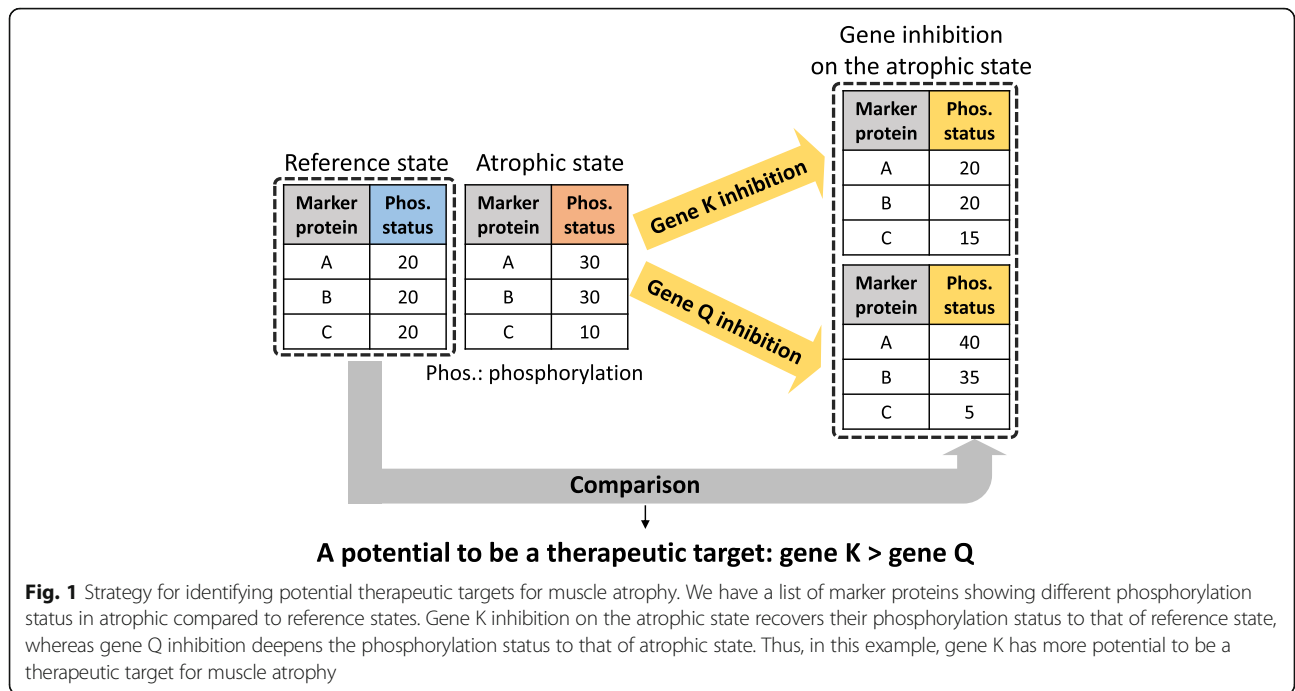 Gene inhibition
on the atrophic state
Marker protein Phos. status
A 20
B 20
C 15
Reference state
Marker protein Phos. status
A 20
B 20
C 20
Atrophic state
Marker protein Phos. status
A 30
B 30
C 10
Phos.: phosphorylation
Gene K inhibition
Gene Q inhibition
Marker protein Phos. status
A 40
B 35
C 5
Comparison
A potential to be a therapeutic target: gene K > gene Q
Fig. 1 Strategy for identifying potential therapeutic targets for muscle atrophy. We have a list of marker proteins showing different phosphorylation
status in atrophic compared to reference states. Gene K inhibition on the atrophic state recovers their phosphorylation status to that of reference state,
whereas gene Q inhibition deepens the phosphorylation status to that of atrophic state. Thus, in this example, gene K has more potential to be a
therapeutic target for muscle atrophy